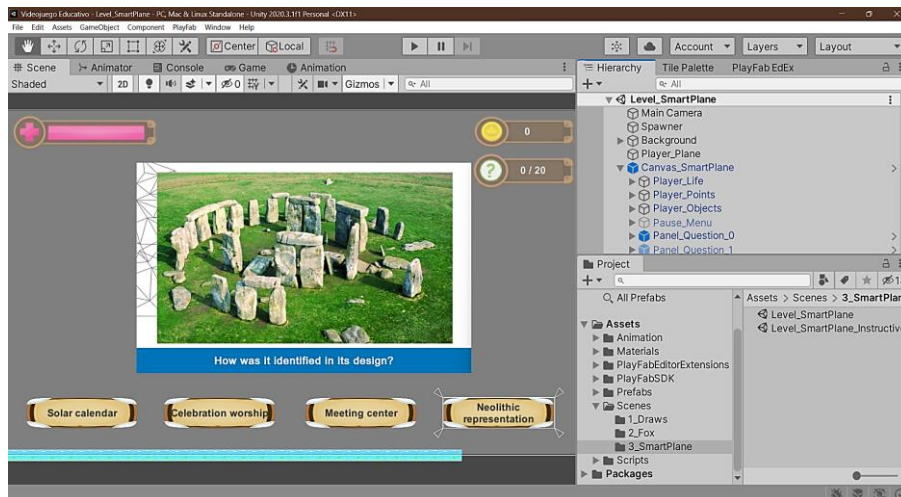 Videojuego Educativo - Level_SmartPlane - PC, Mac & Linux Standalone - Unity 2020.3.1f1 Personal <DX11>
File Edit Assets GameObject Component PlayFab Window Help
Center Local Account Layers Layout
Scene Animator Console Game Animation Hierarchy Tile Palette PlayFab EdEx
Shaded 2D 0 Gizmos All
All
Level_SmartPlane
Main Camera
Spawner
Background
Player_Plane
Canvas_SmartPlane
Player_Life
Player_Points
Player_Objects
Pause_Menu
Panel_Question_0
Panel_Question_1
0
? 0 / 20
How was it identified in its design?
Solar calendar
Celebration worship
Meeting center
Neolithic
representation
Project
All Prefabs
Assets
Animation
Materials
PlayFabEditorExtensions
PlayFabSDK
Prefabs
Scenes
1_Draws
2_Fox
3_SmartPlane
Scripts
Packages
Assets > Scenes > 3_SmartPlan
Level_SmartPlane
Level_SmartPlane_Instructiv